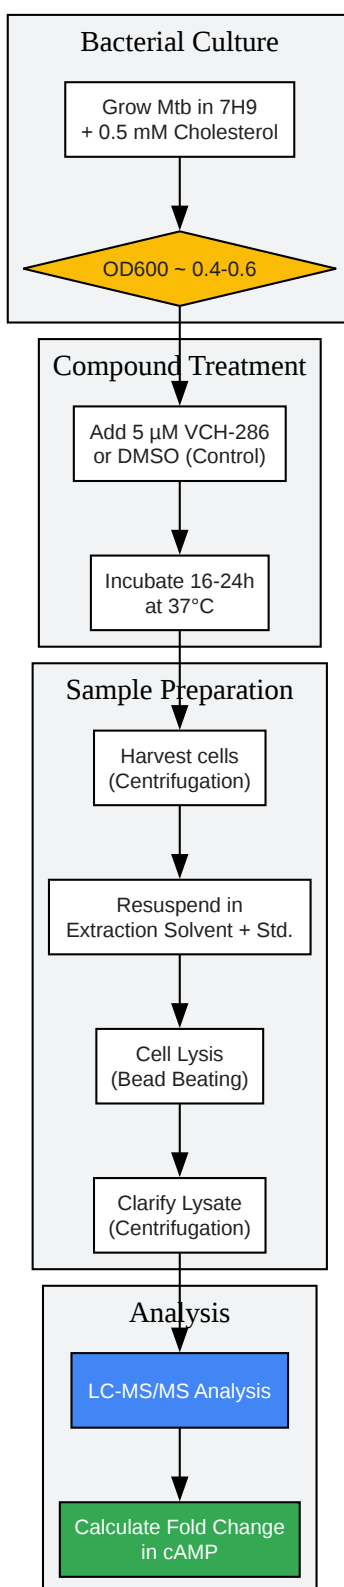 Bacterial Culture
Grow Mtb in 7H9
+ 0.5 mM Cholesterol
OD600 ~ 0.4-0.6
Compound Treatment
Add 5 µM VCH-286
or DMSO (Control)
Incubate 16-24h
at 37°C
Sample Preparation
Harvest cells
(Centrifugation)
Resuspend in
Extraction Solvent + Std.
Cell Lysis
(Bead Beating)
Clarify Lysate
(Centrifugation)
Analysis
LC-MS/MS Analysis
Calculate Fold Change
in cAMP